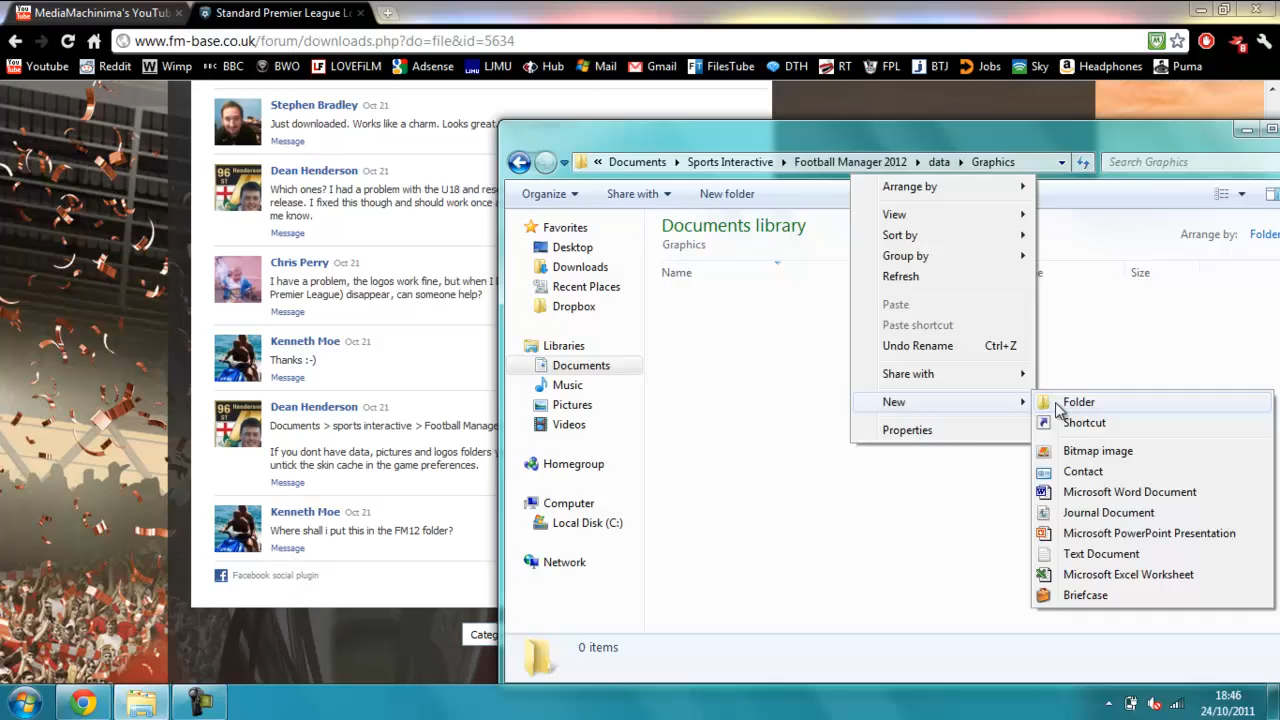 MediaMachinima's YouTu
Standard Premier League L
www.fm-base.co.uk/forum/downloads.php?do=file&id=5634
Youtube
Reddit
Wimp
BBC
BWO
LOVEFiLM
Adsense
LJMU
Hub
Mail
Gmail
FilesTube
DTH
RT
FPL
BTJ
Jobs
Sky
Headphones
Puma
Stephen Bradley Oct 21
Just downloaded. Works like a charm. Looks great.
Message
Dean Henderson Oct 21
Which ones? I had a problem with the U18 and res
release. I fixed this though and should work once a
me know.
Message
Chris Perry Oct 21
I have a problem, the logos work fine, but when I
Premier League) disappear, can someone help?
Message
Kenneth Moe Oct 21
Thanks :-)
Message
Dean Henderson Oct 21
Documents > sports interactive > Football Manage
If you dont have data, pictures and logos folders y
untick the skin cache in the game preferences.
Message
Kenneth Moe Oct 21
Where shall i put this in the FM12 folder?
Message
Facebook social plugin
Categ
« Documents Sports Interactive Football Manager 2012 data Graphics
Search Graphics
Organize
Share with
New folder
Favorites
Desktop
Downloads
Recent Places
Dropbox
Libraries
Documents
Music
Pictures
Videos
Homegroup
Computer
Local Disk (C:)
Network
Documents library
Graphics
Arrange by: Folder
Name
Size
Arrange by
View
Sort by
Group by
Refresh
Paste
Paste shortcut
Undo Rename Ctrl+Z
Share with
New
Properties
Folder
Shortcut
Bitmap image
Contact
Microsoft Word Document
Journal Document
Microsoft PowerPoint Presentation
Text Document
Microsoft Excel Worksheet
Briefcase
0 items
18:46
24/10/2011